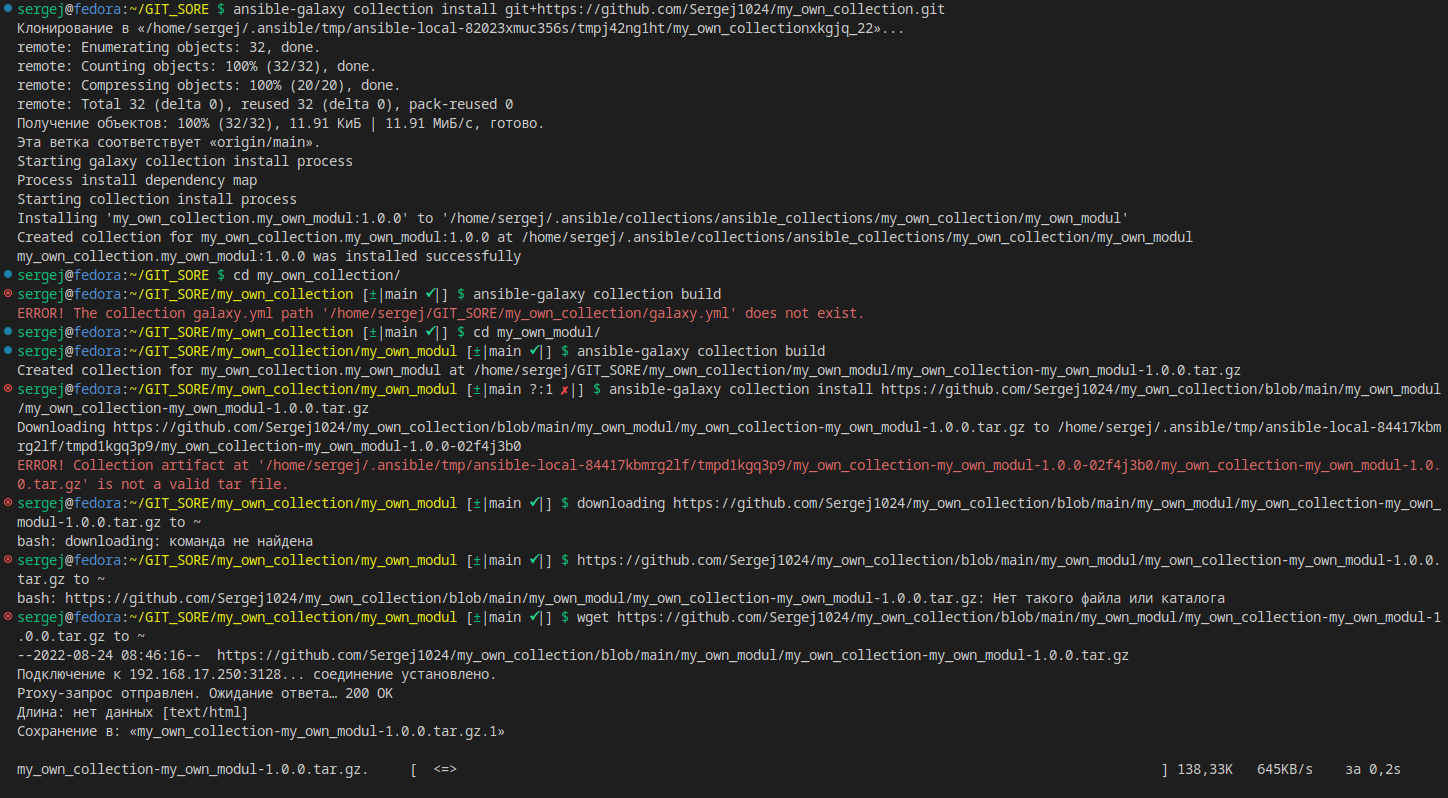 sergej@fedora:~/GIT_SORE $ ansible-galaxy collection install git+https://github.com/Sergej1024/my_own_collection.git
Клонирование в «/home/sergej/.ansible/tmp/ansible-local-82023xmuc356s/tmpj42ng1ht/my_own_collectionxkgjq_22»...
remote: Enumerating objects: 32, done.
remote: Counting objects: 100% (32/32), done.
remote: Compressing objects: 100% (20/20), done.
remote: Total 32 (delta 0), reused 32 (delta 0), pack-reused 0
Получение объектов: 100% (32/32), 11.91 КиБ | 11.91 МиБ/с, готово.
Эта ветка соответствует «origin/main».
Starting galaxy collection install process
Process install dependency map
Starting collection install process
Installing 'my_own_collection.my_own_modul:1.0.0' to '/home/sergej/.ansible/collections/ansible_collections/my_own_collection/my_own_modul'
Created collection for my_own_collection.my_own_modul:1.0.0 at /home/sergej/.ansible/collections/ansible_collections/my_own_collection/my_own_modul
my_own_collection.my_own_modul:1.0.0 was installed successfully
sergej@fedora:~/GIT_SORE $ cd my_own_collection/
sergej@fedora:~/GIT_SORE/my_own_collection [±|main ✔|] $ ansible-galaxy collection build
ERROR! The collection galaxy.yml path '/home/sergej/GIT_SORE/my_own_collection/galaxy.yml' does not exist.
sergej@fedora:~/GIT_SORE/my_own_collection [±|main ✔|] $ cd my_own_modul/
sergej@fedora:~/GIT_SORE/my_own_collection/my_own_modul [±|main ✔|] $ ansible-galaxy collection build
Created collection for my_own_collection.my_own_modul at /home/sergej/GIT_SORE/my_own_collection/my_own_modul/my_own_collection-my_own_modul-1.0.0.tar.gz
sergej@fedora:~/GIT_SORE/my_own_collection/my_own_modul [±|main ?:1 ✗|] $ ansible-galaxy collection install https://github.com/Sergej1024/my_own_collection/blob/main/my_own_modul
/my_own_collection-my_own_modul-1.0.0.tar.gz
Downloading https://github.com/Sergej1024/my_own_collection/blob/main/my_own_modul/my_own_collection-my_own_modul-1.0.0.tar.gz to /home/sergej/.ansible/tmp/ansible-local-84417kbm
rg2lf/tmpd1kgq3p9/my_own_collection-my_own_modul-1.0.0-02f4j3b0
ERROR! Collection artifact at '/home/sergej/.ansible/tmp/ansible-local-84417kbmrg2lf/tmpd1kgq3p9/my_own_collection-my_own_modul-1.0.0-02f4j3b0/my_own_collection-my_own_modul-1.0.
0.tar.gz' is not a valid tar file.
sergej@fedora:~/GIT_SORE/my_own_collection/my_own_modul [±|main ✔|] $ downloading https://github.com/Sergej1024/my_own_collection/blob/main/my_own_modul/my_own_collection-my_own_
modul-1.0.0.tar.gz to ~
bash: downloading: команда не найдена
sergej@fedora:~/GIT_SORE/my_own_collection/my_own_modul [±|main ✔|] $ https://github.com/Sergej1024/my_own_collection/blob/main/my_own_modul/my_own_collection-my_own_modul-1.0.0.
tar.gz to ~
bash: https://github.com/Sergej1024/my_own_collection/blob/main/my_own_modul/my_own_collection-my_own_modul-1.0.0.tar.gz: Нет такого файла или каталога
sergej@fedora:~/GIT_SORE/my_own_collection/my_own_modul [±|main ✔|] $ wget https://github.com/Sergej1024/my_own_collection/blob/main/my_own_modul/my_own_collection-my_own_modul-1
.0.0.tar.gz to ~
--2022-08-24 08:46:16--  https://github.com/Sergej1024/my_own_collection/blob/main/my_own_modul/my_own_collection-my_own_modul-1.0.0.tar.gz
Подключение к 192.168.17.250:3128... соединение установлено.
Proxy-запрос отправлен. Ожидание ответа… 200 OK
Длина: нет данных [text/html]
Сохранение в: «my_own_collection-my_own_modul-1.0.0.tar.gz.1»
my_own_collection-my_own_modul-1.0.0.tar.gz.     [  <=>                                                                                        ] 138,33K   645KB/s    за 0,2s